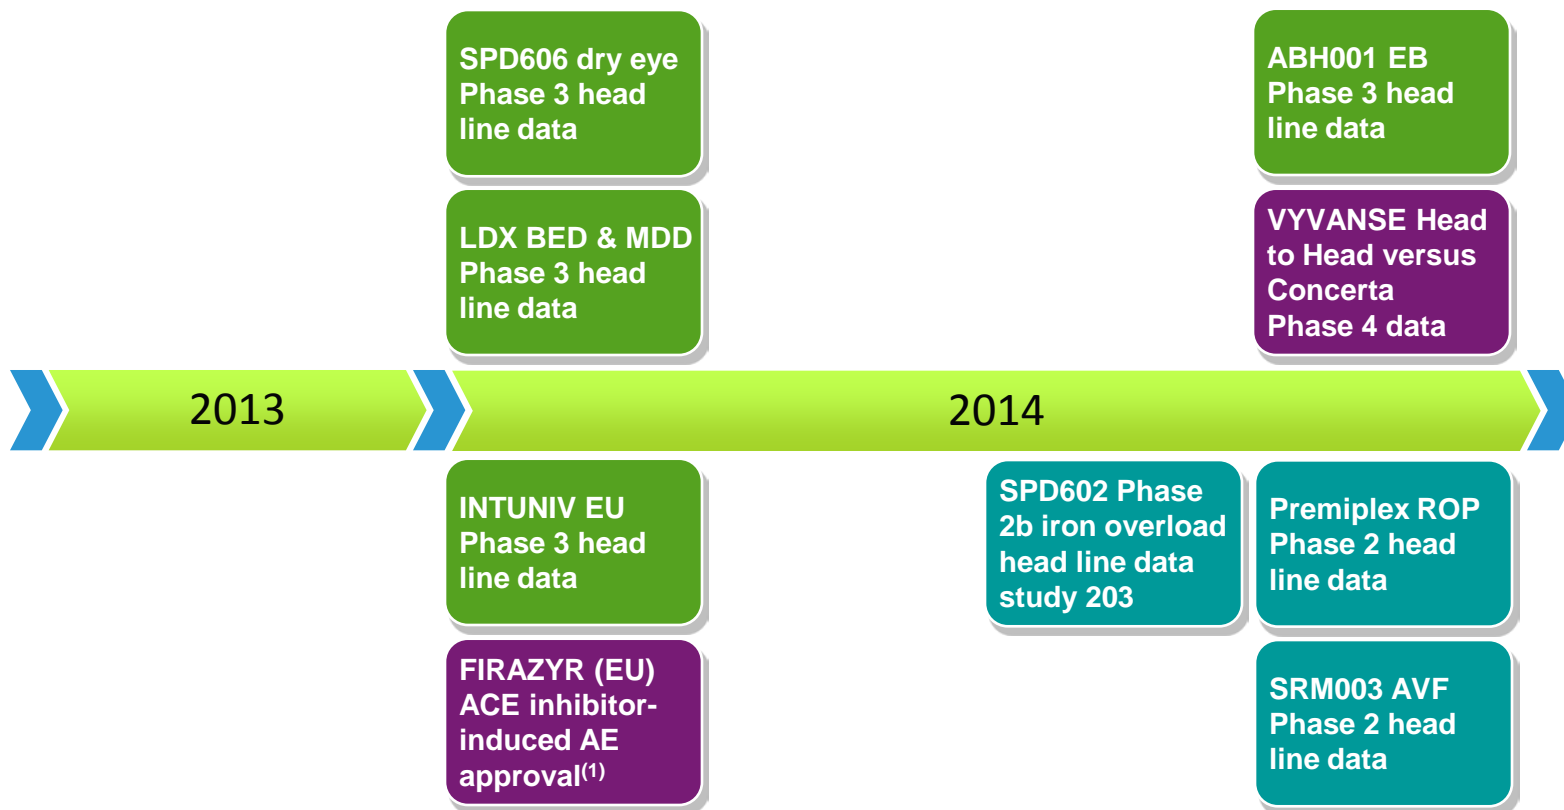 SPD606 dry eye
Phase 3 head
line data
ABH001 EB
Phase 3 head
line data
LDX BED & MDD
Phase 3 head
line data
VYVANSE Head
to Head versus
Concerta
Phase 4 data
2013
2014
INTUNIV EU
Phase 3 head
line data
SPD602 Phase
2b iron overload
head line data
study 203
Premiplex ROP
Phase 2 head
line data
FIRAZYR (EU)
ACE inhibitor-
induced AE
approval(1)
SRM003 AVF
Phase 2 head
line data